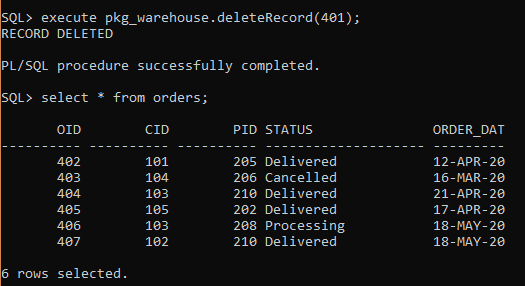 SQL> execute pkg_warehouse.deleteRecord(401);
RECORD DELETED
PL/SQL procedure successfully completed.
SQL> select * from orders;
       OID        CID        PID STATUS               ORDER_DAT
---------- ---------- ---------- -------------------- ---------
       402        101        205 Delivered            12-APR-20
       403        104        206 Cancelled            16-MAR-20
       404        103        210 Delivered            21-APR-20
       405        105        202 Delivered            17-APR-20
       406        103        208 Processing           18-MAY-20
       407        102        210 Delivered            18-MAY-20
6 rows selected.